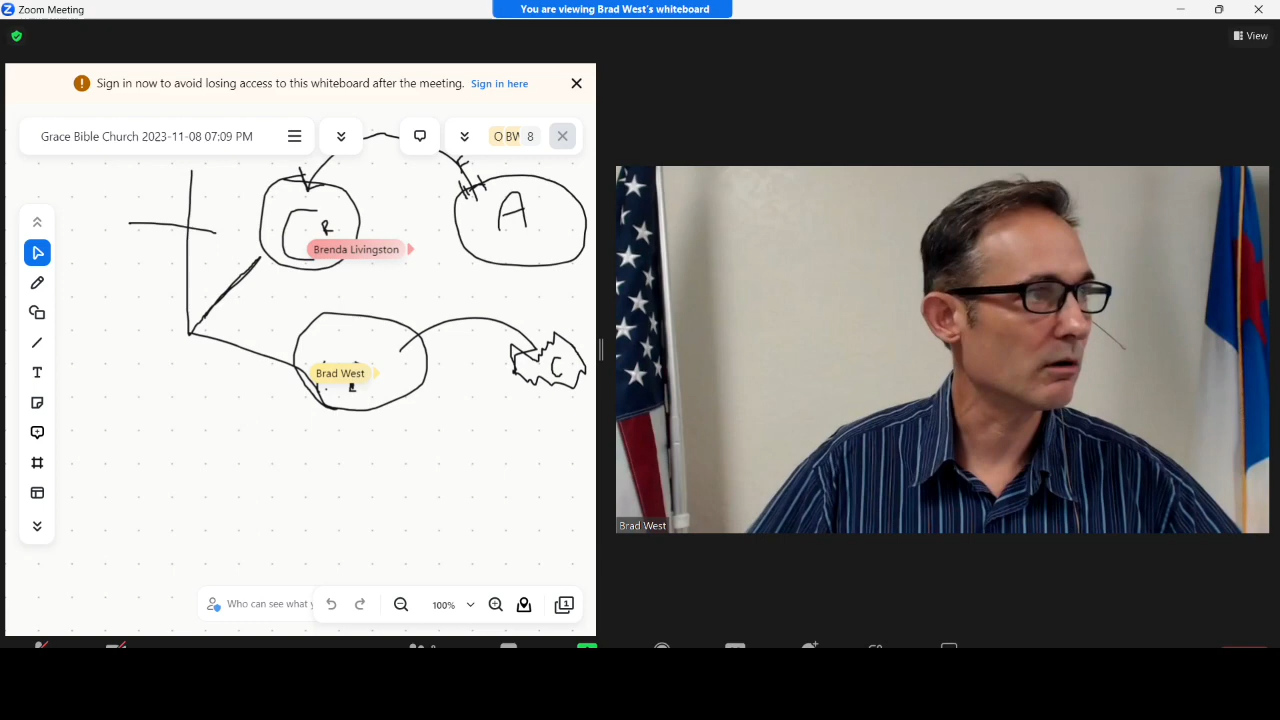 Zoom Meeting
You are viewing Brad West's whiteboard
View
Sign in now to avoid losing access to this whiteboard after the meeting. Sign in here
Grace Bible Church 2023-11-08 07:09 PM
O BW 8
A
R
Brenda Livingston
Brad West
C
T
Who can see what y
100%
1
Brad West